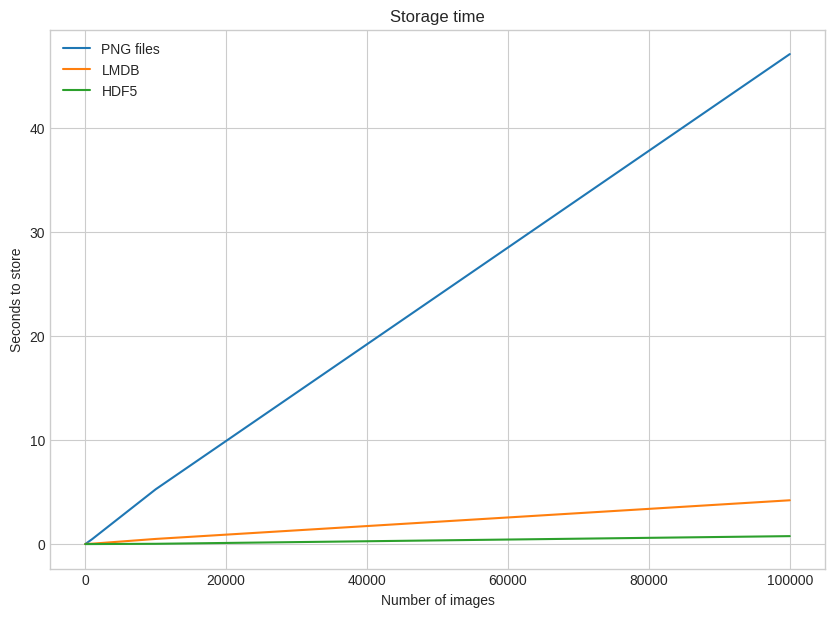 Storage time
PNG files
LMDB
HDF5
Seconds to store
40
30
20
10
0
0 20000 40000 60000 80000 100000
Number of images